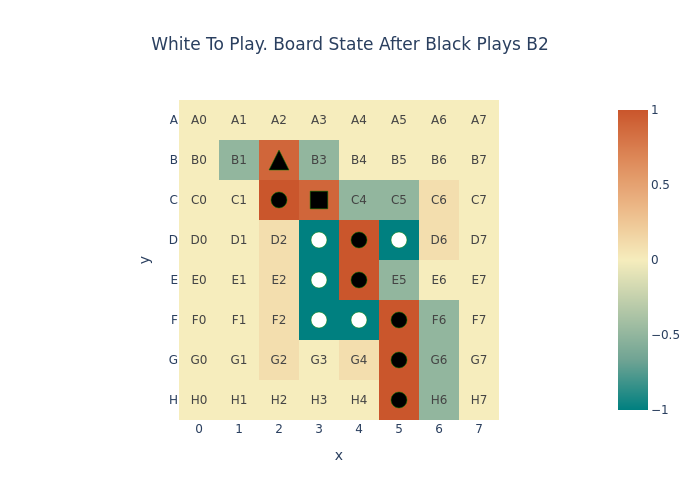 White To Play. Board State After Black Plays B2
A A0 A1 A2 A3 A4 A5 A6 A7
B B0 B1 B3 B4 B5 B6 B7
C C0 C1 C4 C5 C6 C7
D D0 D1 D2 D6 D7
E E0 E1 E2 E5 E6 E7
F F0 F1 F2 F6 F7
G G0 G1 G2 G3 G4 G6 G7
H H0 H1 H2 H3 H4 H6 H7
0 1 2 3 4 5 6 7
x
y
1
0.5
0
−0.5
−1